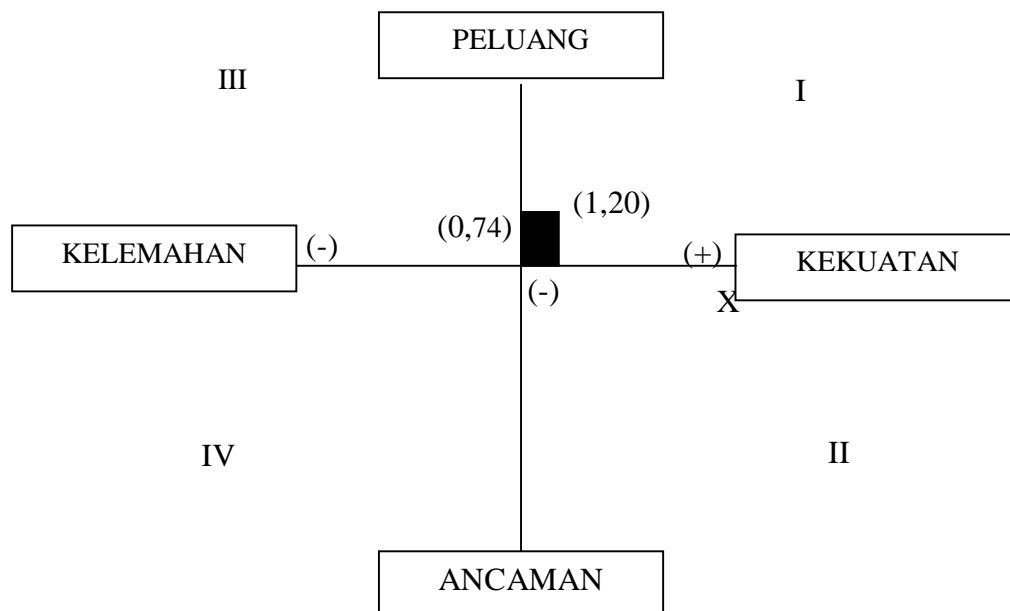 PELUANG
III
I
(1,20)
(0,74)
KELEMAHAN
(-)
(+)
KEKUATAN
(-)
X
IV
II
ANCAMAN